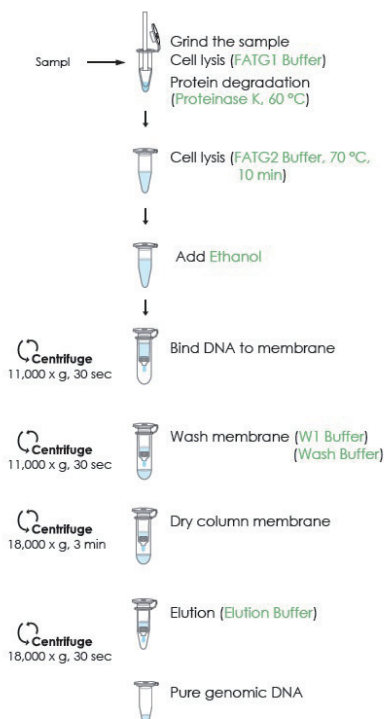 Grind the sample
Sampl
Cell lysis (FATG1 Buffer)
Protein degradation
(Proteinase K, 60 °C)
Cell lysis (FATG2 Buffer, 70 °C,
10 min)
Add Ethanol
Bind DNA to membrane
Centrifuge
11,000 x g, 30 sec
Wash membrane (W1 Buffer)
(Wash Buffer)
Centrifuge
11,000 x g, 30 sec
Dry column membrane
Centrifuge
18,000 x g, 3 min
Elution (Elution Buffer)
Centrifuge
18,000 x g, 30 sec
Pure genomic DNA